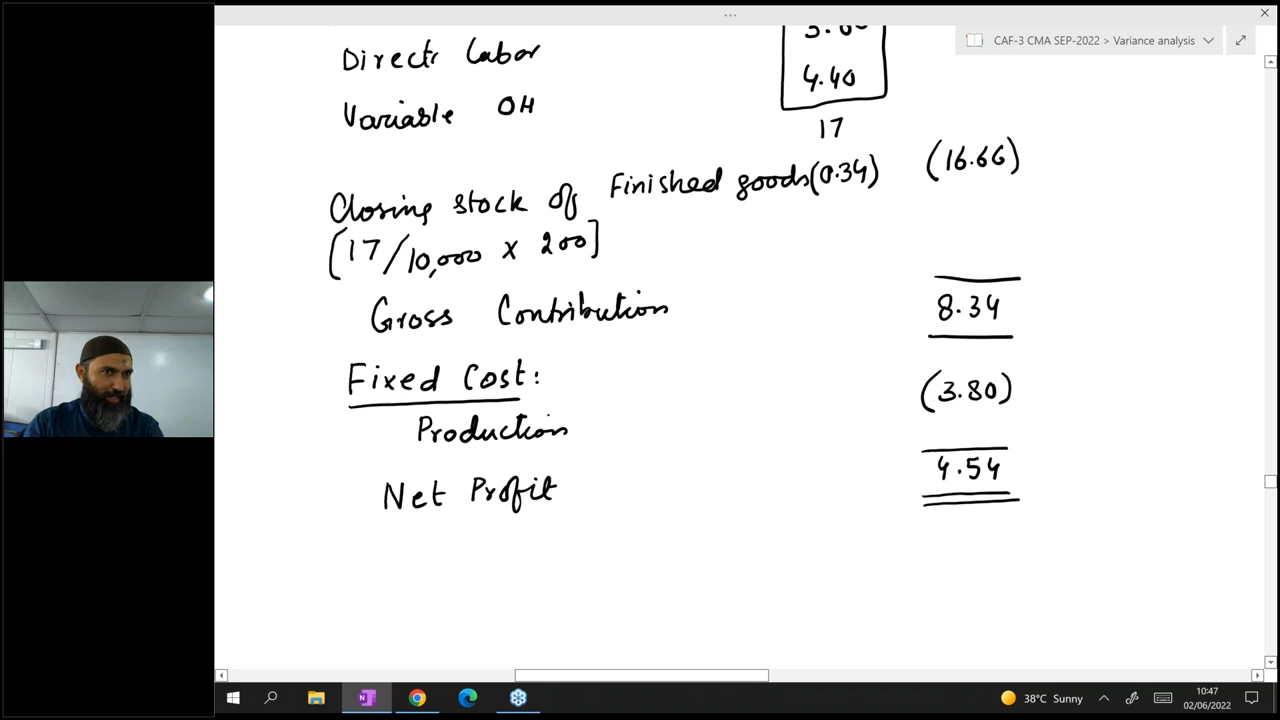 CAF-3 CMA SEP-2022 > Variance analysis
Direct Labor
4.40
Variable OH
17
Closing stock of Finished goods (0.34) (16.66)
[17/10,000 x 200]
Gross Contribution 8.34
Fixed Cost: (3.80)
Production
Net Profit 4.54
38°C Sunny
10:47
02/06/2022